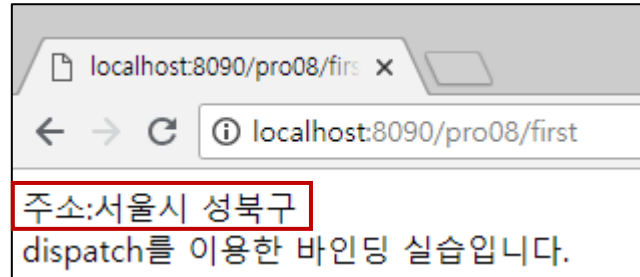 localhost:8090/pro08/firs
localhost:8090/pro08/first
주소:서울시 성북구
dispatch를 이용한 바인딩 실습입니다.